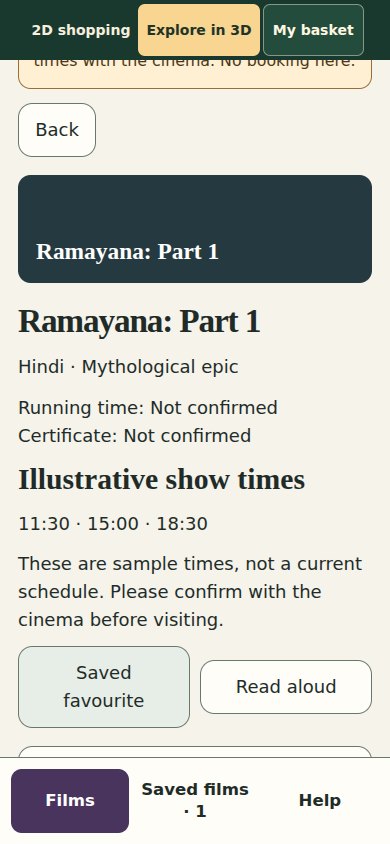 2D shopping
Explore in 3D
My basket
times with the cinema. No booking here.
Back
Ramayana: Part 1
Ramayana: Part 1
Hindi · Mythological epic
Running time: Not confirmed
Certificate: Not confirmed
Illustrative show times
11:30 · 15:00 · 18:30
These are sample times, not a current
schedule. Please confirm with the
cinema before visiting.
Saved
favourite
Read aloud
Films
Saved films
· 1
Help